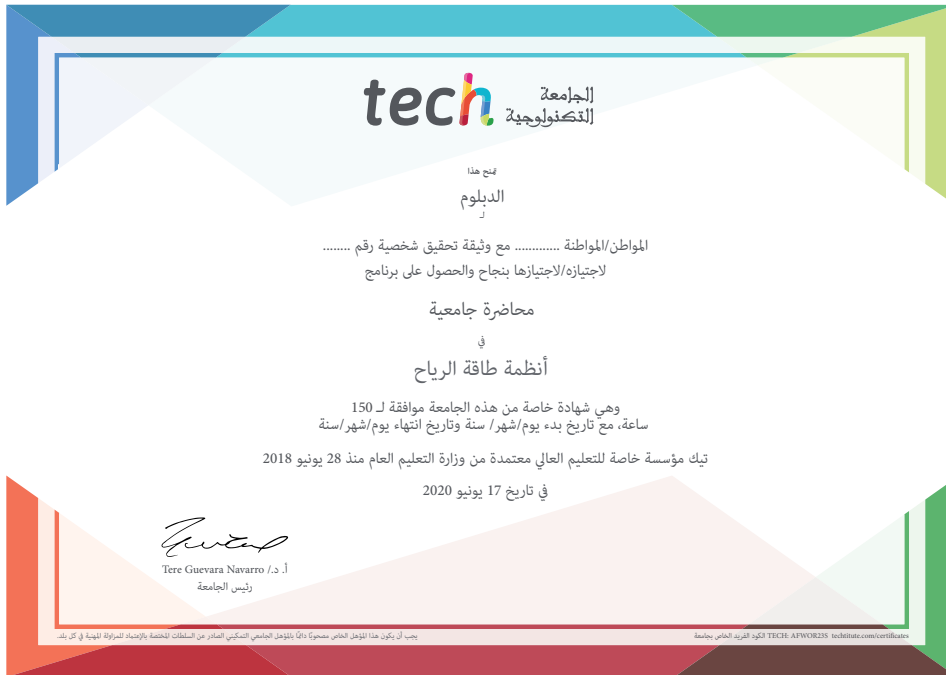 tech
الجامعة
التكنولوجية
يمنح هذا
الدبلوم
لـ
المواطن/المواطنة ............ مع وثيقة تحقيق شخصية رقم ........
لاجتيازه/لاجتيازها بنجاح والحصول على برنامج
محاضرة جامعية
في
أنظمة طاقة الرياح
وهي شهادة خاصة من هذه الجامعة موافقة لـ 150
ساعة، مع تاريخ بدء يوم/شهر/ سنة وتاريخ انتهاء يوم/شهر/سنة
تيك مؤسسة خاصة للتعليم العالي معتمدة من وزارة التعليم العام منذ 28 يونيو 2018
في تاريخ 17 يونيو 2020
أ. د./ Tere Guevara Navarro
رئيس الجامعة
يجب أن يكون هذا المؤهل الخاص مصحوبًا دائمًا بالمؤهل الجامعي التمكيني الصادر عن السلطات المختصة بالإعتماد للمزاولة المهنية في كل بلد.
الكود الفريد الخاص بجامعة TECH: AFWOR23S techtitute.com/certificates